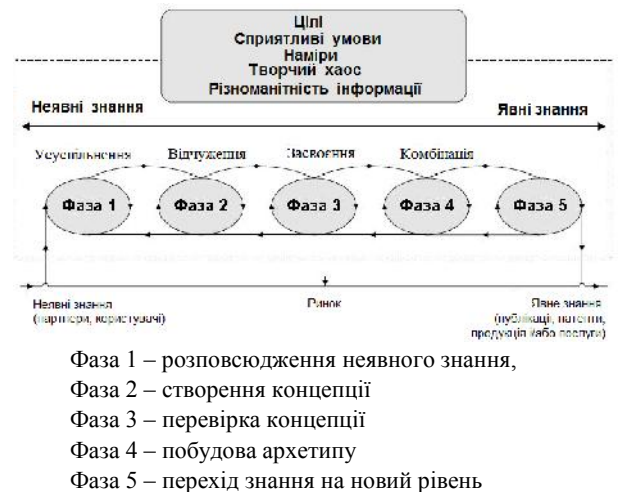 Цілі
Сприятливі умови
Наміри
Творчий хаос
Різноманітність інформації
Неявні знання
Явні знання
Усуспільнення Відчуження Засвоєння Комбінація
Фаза 1 Фаза 2 Фаза 3 Фаза 4 Фаза 5
Неявні знання
(партнери, користувачі)
Ринок
Явне знання
(публікації, патенти,
продукція і/або послуги)
Фаза 1 – розповсюдження неявного знання,
Фаза 2 – створення концепції
Фаза 3 – перевірка концепції
Фаза 4 – побудова архетипу
Фаза 5 – перехід знання на новий рівень